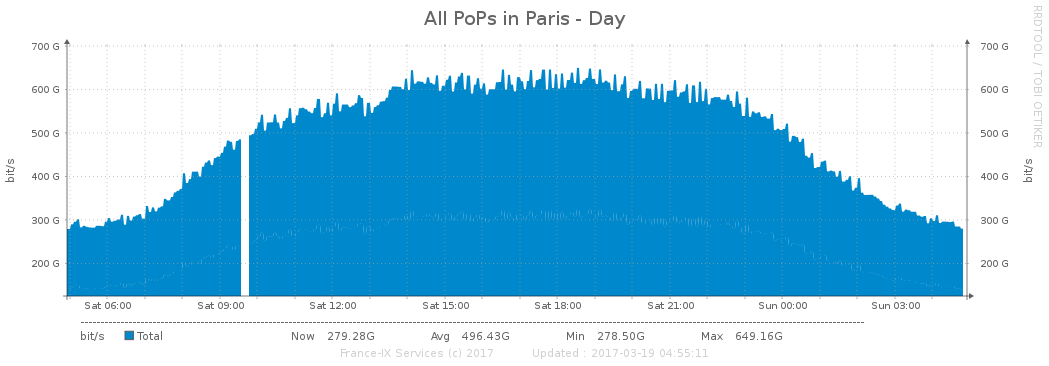 All PoPs in Paris - Day
RRDTOOL / TOBI OETIKER
bit/s
700 G
600 G
500 G
400 G
300 G
200 G
700 G
600 G
500 G
400 G
300 G
200 G
bit/s
Sat 06:00 Sat 09:00 Sat 12:00 Sat 15:00 Sat 18:00 Sat 21:00 Sun 00:00 Sun 03:00
bit/s Total Now 279.28G Avg 496.43G Min 278.50G Max 649.16G
France-IX Services (c) 2017 Updated : 2017-03-19 04:55:11